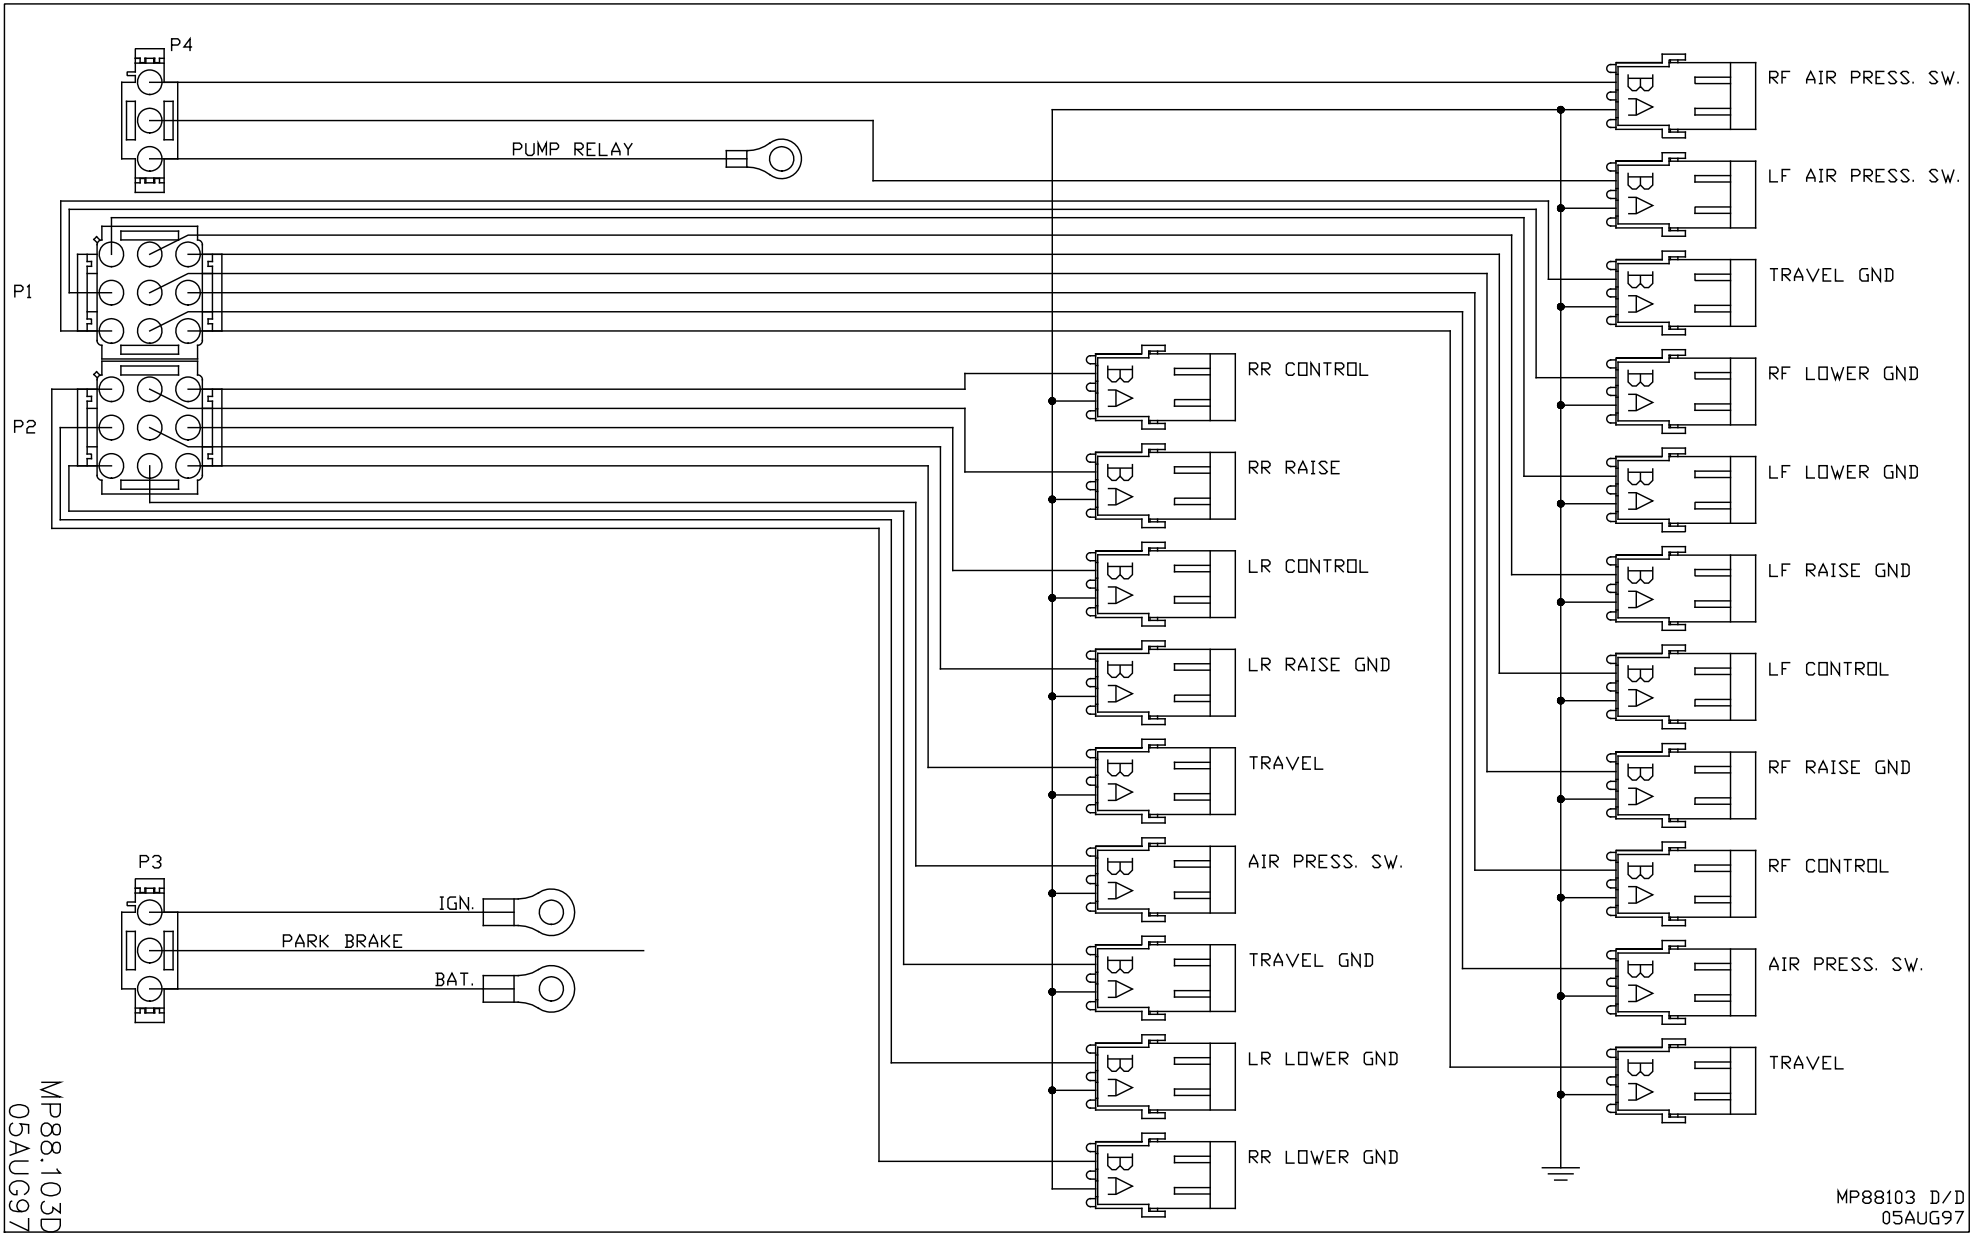 P4
PUMP RELAY
P1
P2
P3
IGN.
PARK BRAKE
BAT.
B A
RR CONTROL
B A
RR RAISE
B A
LR CONTROL
B A
LR RAISE GND
B A
TRAVEL
B A
AIR PRESS. SW.
B A
TRAVEL GND
B A
LR LOWER GND
B A
RR LOWER GND
B A
RF AIR PRESS. SW.
B A
LF AIR PRESS. SW.
B A
TRAVEL GND
B A
RF LOWER GND
B A
LF LOWER GND
B A
LF RAISE GND
B A
LF CONTROL
B A
RF RAISE GND
B A
RF CONTROL
B A
AIR PRESS. SW.
B A
TRAVEL
MP88.103D
05AUG97
MP88103 D/D
05AUG97